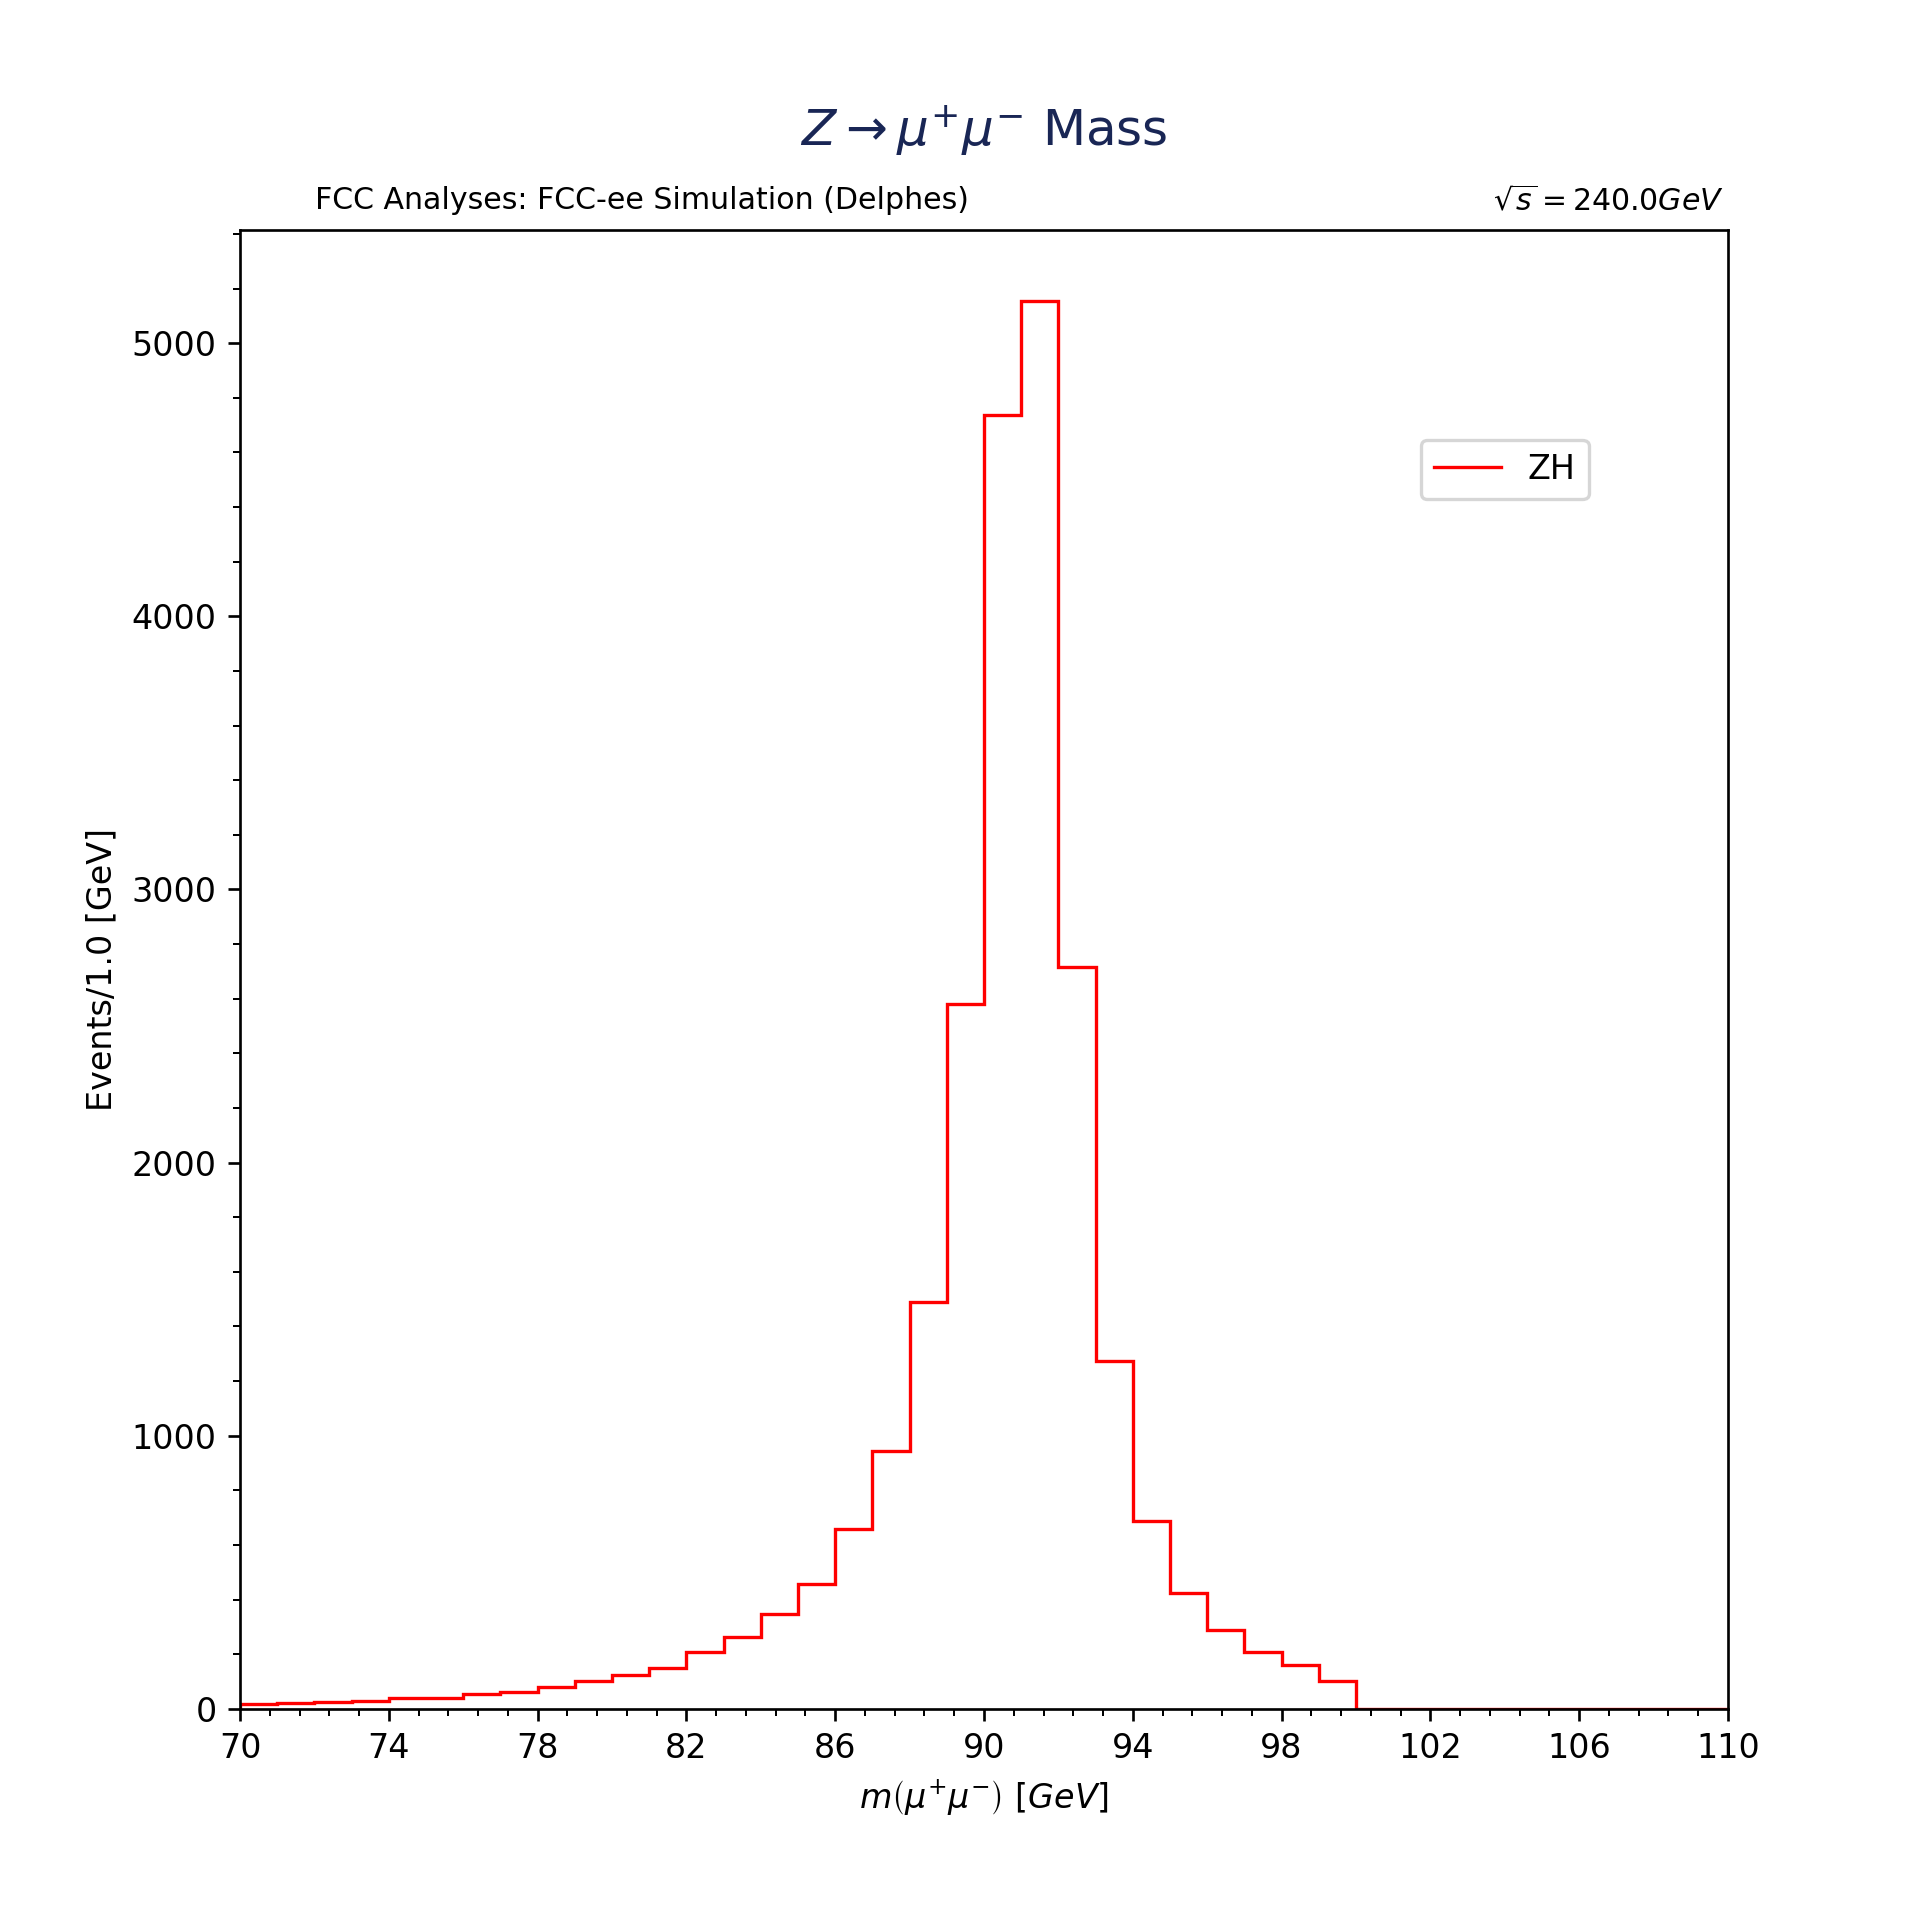 Z → μ⁺μ⁻ Mass
FCC Analyses: FCC-ee Simulation (Delphes)
√s = 240.0GeV
5000
4000
3000
2000
1000
0
Events/1.0 [GeV]
ZH
70 74 78 82 86 90 94 98 102 106 110
m(μ⁺μ⁻) [GeV]